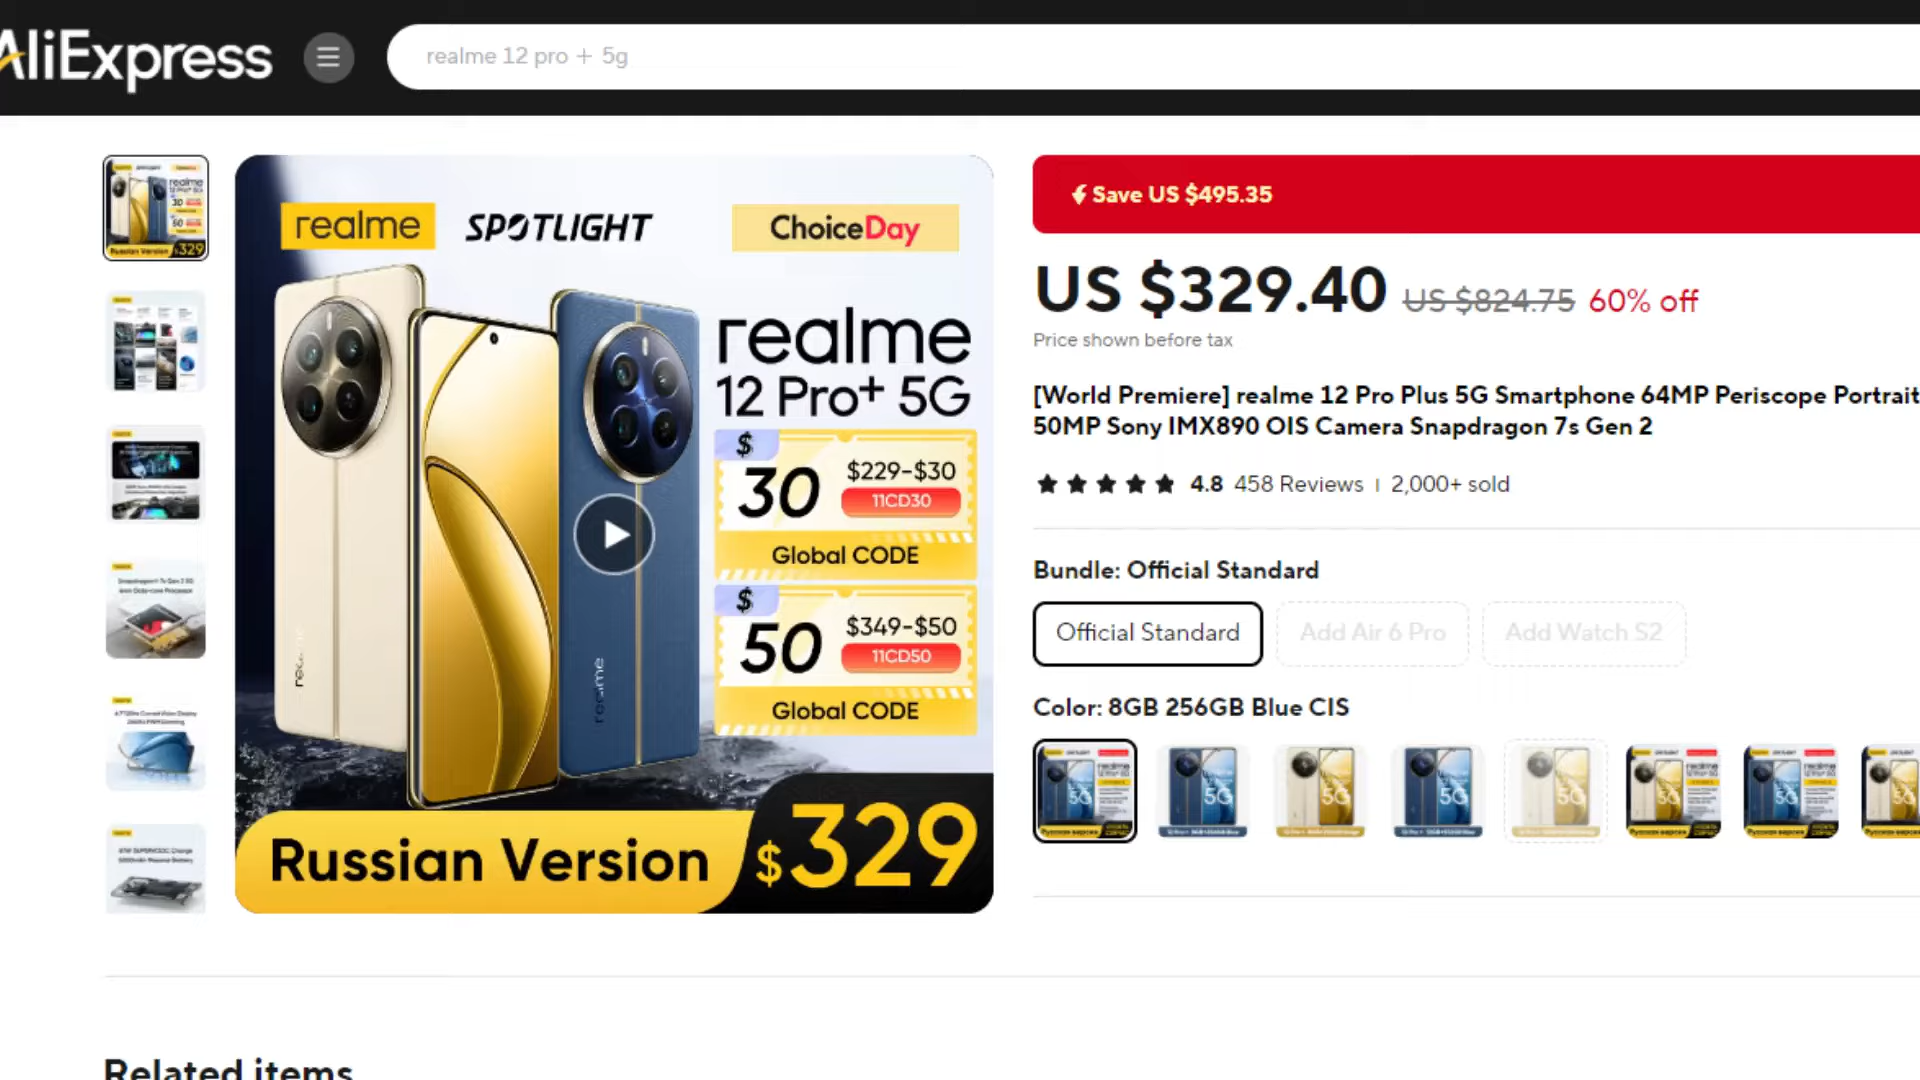 AliExpress
realme 12 pro + 5g
realme SPOTLIGHT ChoiceDay
realme
12 Pro+ 5G
$ 30 $229-$30
11CD30
Global CODE
$ 50 $349-$50
11CD50
Global CODE
realme
realme
Russian Version $329
Save US $495.35
US $329.40 US $824.75 60% off
Price shown before tax
[World Premiere] realme 12 Pro Plus 5G Smartphone 64MP Periscope Portrait
50MP Sony IMX890 OIS Camera Snapdragon 7s Gen 2
4.8 458 Reviews | 2,000+ sold
Bundle: Official Standard
Official Standard Add Air 6 Pro Add Watch S2
Color: 8GB 256GB Blue CIS
Related items